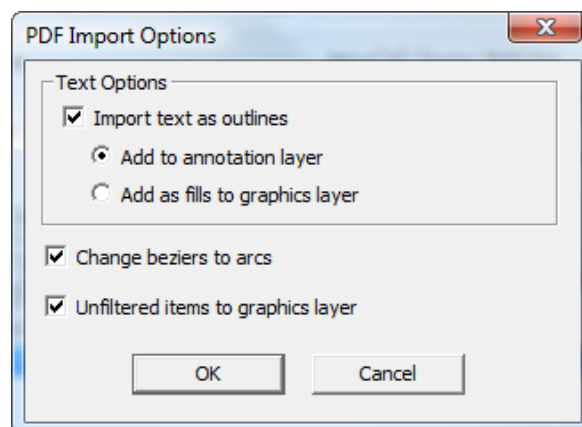 PDF Import Options
Text Options
Import text as outlines
Add to annotation layer
Add as fills to graphics layer
Change beziers to arcs
Unfiltered items to graphics layer
OK Cancel